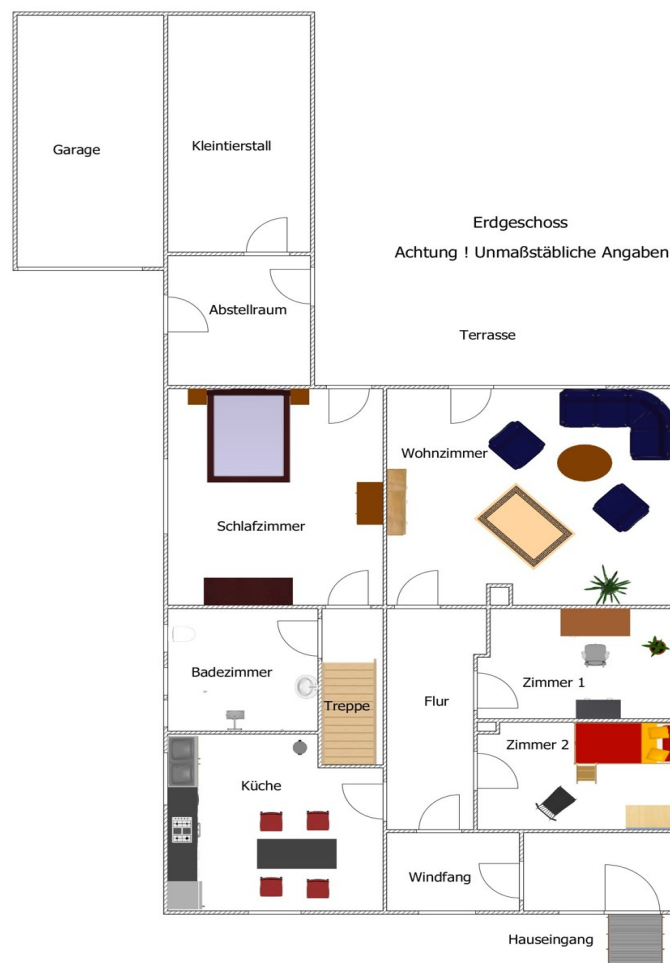 Garage
Kleintierstall
Erdgeschoss
Achtung ! Unmaßstäbliche Angaben
Abstellraum
Terrasse
Wohnzimmer
Schlafzimmer
Badezimmer
Zimmer 1
Treppe
Flur
Zimmer 2
Küche
Windfang
Hauseingang